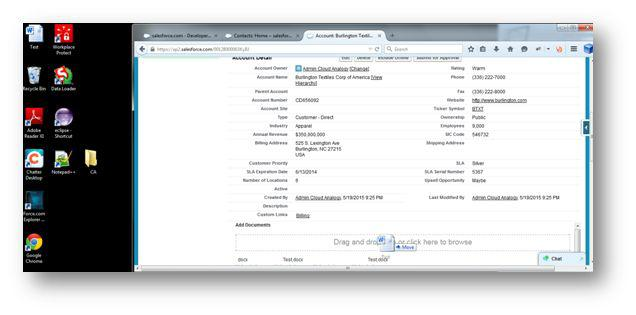 salesforce.com - Developer...
Contacts: Home ~ salesfor...
Account: Burlington Textil...
Search
Test
Workplace Protect
Recycle Bin
Data Loader
Adobe Reader XI
eclipse - Shortcut
Chatter Desktop
Notepad++
CA
Force.com Explorer ...
Google Chrome
Account Detail
Edit
Delete
Include Offline
Submit for Approval
Account Owner Admin Cloud Analogy [Change] Rating Warm
Account Name Burlington Textiles Corp of America [View Hierarchy] Phone (336) 222-7000
Parent Account Fax (336) 222-8000
Account Number CD656092 Website http://www.burlington.com
Account Site Ticker Symbol BTXT
Type Customer - Direct Ownership Public
Industry Apparel Employees 9,000
Annual Revenue $350,000,000 SIC Code 546732
Billing Address 525 S. Lexington Ave Shipping Address
Burlington, NC 27215
USA
Customer Priority SLA Silver
SLA Expiration Date 6/13/2014 SLA Serial Number 5367
Number of Locations 6 Upsell Opportunity Maybe
Active
Created By Admin Cloud Analogy, 5/19/2015 9:25 PM Last Modified By Admin Cloud Analogy, 5/19/2015 9:25 PM
Description
Custom Links Billing
Add Documents
Drag and drop or click here to browse
Move
docx Test.docx Test.docx
Chat